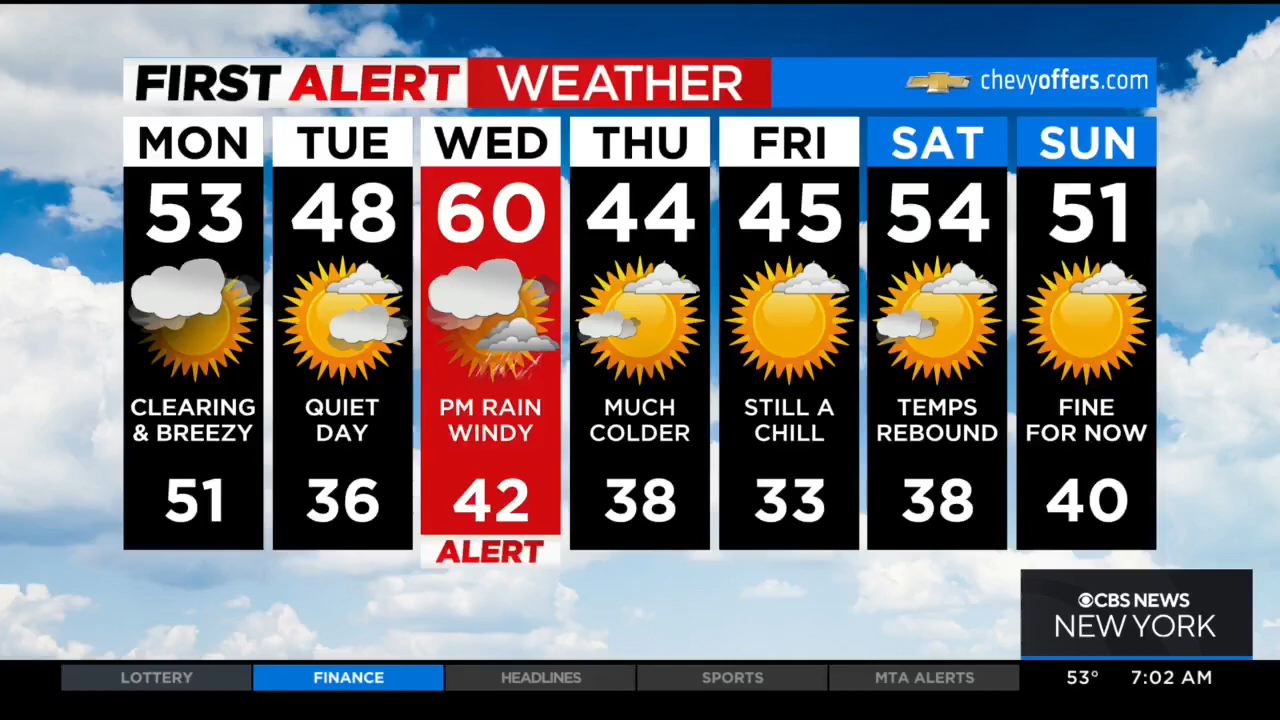 FIRST ALERT WEATHER
chevyoffers.com
MON TUE WED THU FRI SAT SUN
53 48 60 44 45 54 51
CLEARING QUIET PM RAIN MUCH STILL A TEMPS FINE
& BREEZY DAY WINDY COLDER CHILL REBOUND FOR NOW
51 36 42 38 33 38 40
ALERT
CBS NEWS
NEW YORK
LOTTERY FINANCE HEADLINES SPORTS MTA ALERTS 53° 7:02 AM